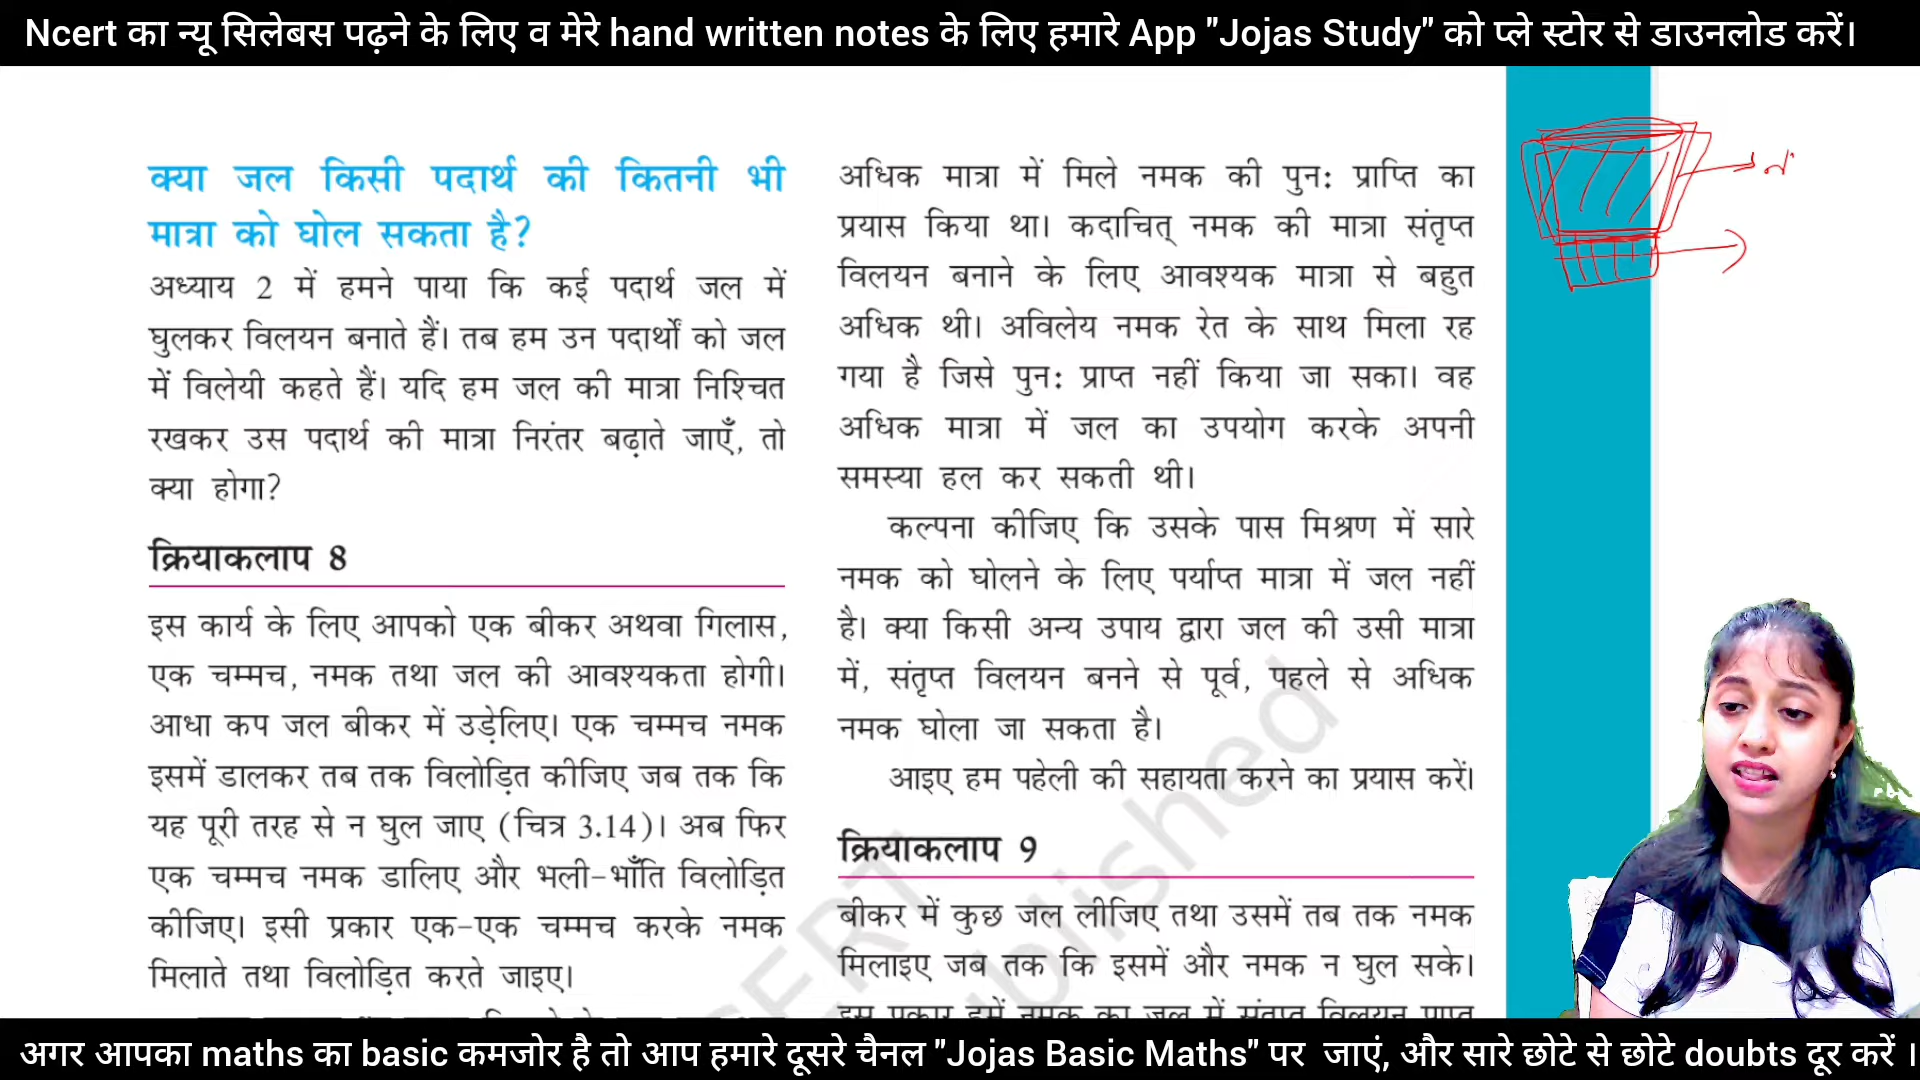 Ncert का न्यू सिलेबस पढ़ने के लिए व मेरे hand written notes के लिए हमारे App "Jojas Study" को प्ले स्टोर से डाउनलोड करें।
क्या जल किसी पदार्थ की कितनी भी
मात्रा को घोल सकता है?
अध्याय 2 में हमने पाया कि कई पदार्थ जल में
घुलकर विलयन बनाते हैं। तब हम उन पदार्थों को जल
में विलेयी कहते हैं। यदि हम जल की मात्रा निश्चित
रखकर उस पदार्थ की मात्रा निरंतर बढ़ाते जाएँ, तो
क्या होगा?
क्रियाकलाप 8
इस कार्य के लिए आपको एक बीकर अथवा गिलास,
एक चम्मच, नमक तथा जल की आवश्यकता होगी।
आधा कप जल बीकर में उड़ेलिए। एक चम्मच नमक
इसमें डालकर तब तक विलोड़ित कीजिए जब तक कि
यह पूरी तरह से न घुल जाए (चित्र 3.14)। अब फिर
एक चम्मच नमक डालिए और भली-भाँति विलोड़ित
कीजिए। इसी प्रकार एक-एक चम्मच करके नमक
मिलाते तथा विलोड़ित करते जाइए।
अधिक मात्रा में मिले नमक की पुनः प्राप्ति का
प्रयास किया था। कदाचित् नमक की मात्रा संतृप्त
विलयन बनाने के लिए आवश्यक मात्रा से बहुत
अधिक थी। अविलेय नमक रेत के साथ मिला रह
गया है जिसे पुनः प्राप्त नहीं किया जा सका। वह
अधिक मात्रा में जल का उपयोग करके अपनी
समस्या हल कर सकती थी।
कल्पना कीजिए कि उसके पास मिश्रण में सारे
नमक को घोलने के लिए पर्याप्त मात्रा में जल नहीं
है। क्या किसी अन्य उपाय द्वारा जल की उसी मात्रा
में, संतृप्त विलयन बनने से पूर्व, पहले से अधिक
नमक घोला जा सकता है।
आइए हम पहेली की सहायता करने का प्रयास करें।
क्रियाकलाप 9
बीकर में कुछ जल लीजिए तथा उसमें तब तक नमक
मिलाइए जब तक कि इसमें और नमक न घुल सके।
इस प्रकार हमें नमक का जल में संतृप्त विलयन प्राप्त
अगर आपका maths का basic कमजोर है तो आप हमारे दूसरे चैनल "Jojas Basic Maths" पर जाएं, और सारे छोटे से छोटे doubts दूर करें ।